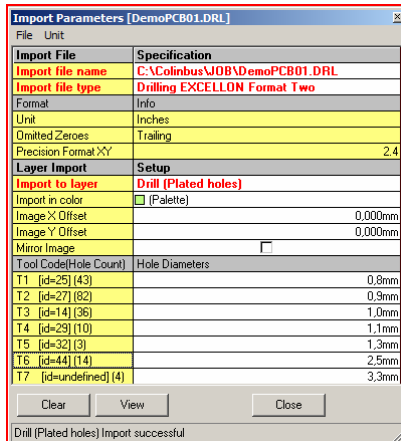 Import Parameters [DemoPCB01.DRL]
File Unit
Import File Specification
Import file name C:\Colinbus\JOB\DemoPCB01.DRL
Import file type Drilling EXCELLON Format Two
Format Info
Unit Inches
Omitted Zeroes Trailing
Precision Format XY 2.4
Layer Import Setup
Import to layer Drill (Plated holes)
Import in color (Palette)
Image X Offset 0,000mm
Image Y Offset 0,000mm
Mirror Image
Tool Code(Hole Count) Hole Diameters
T1 [id=25] (43) 0,8mm
T2 [id=27] (82) 0,9mm
T3 [id=14] (36) 1,0mm
T4 [id=29] (10) 1,1mm
T5 [id=32] (3) 1,3mm
T6 [id=44] (14) 2,5mm
T7 [id=undefined] (4) 3,3mm
Clear View Close
Drill (Plated holes) Import successful